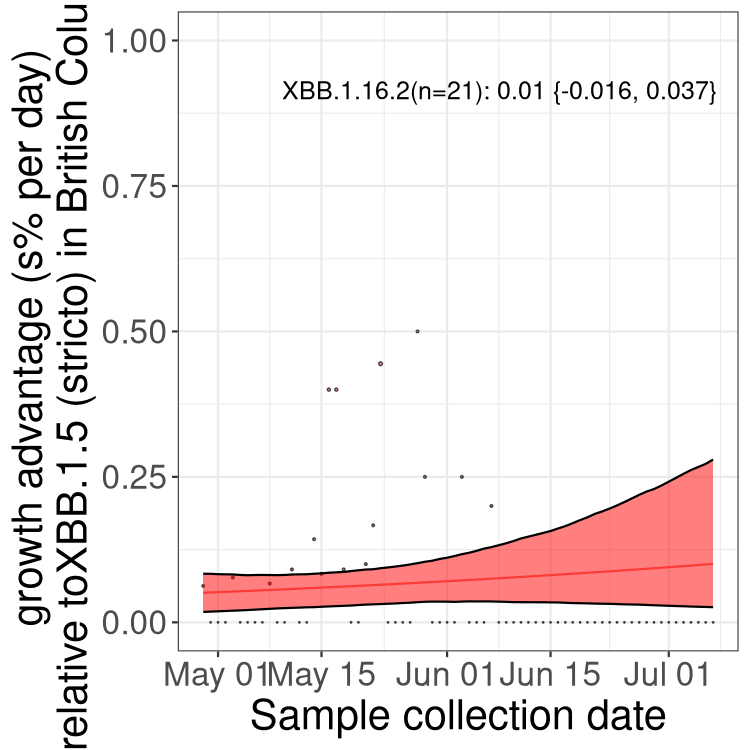 growth advantage (s% per day)
relative toXBB.1.5 (stricto) in British Colu
1.00
0.75
0.50
0.25
0.00
XBB.1.16.2(n=21): 0.01 {-0.016, 0.037}
May 01 May 15 Jun 01 Jun 15 Jul 01
Sample collection date